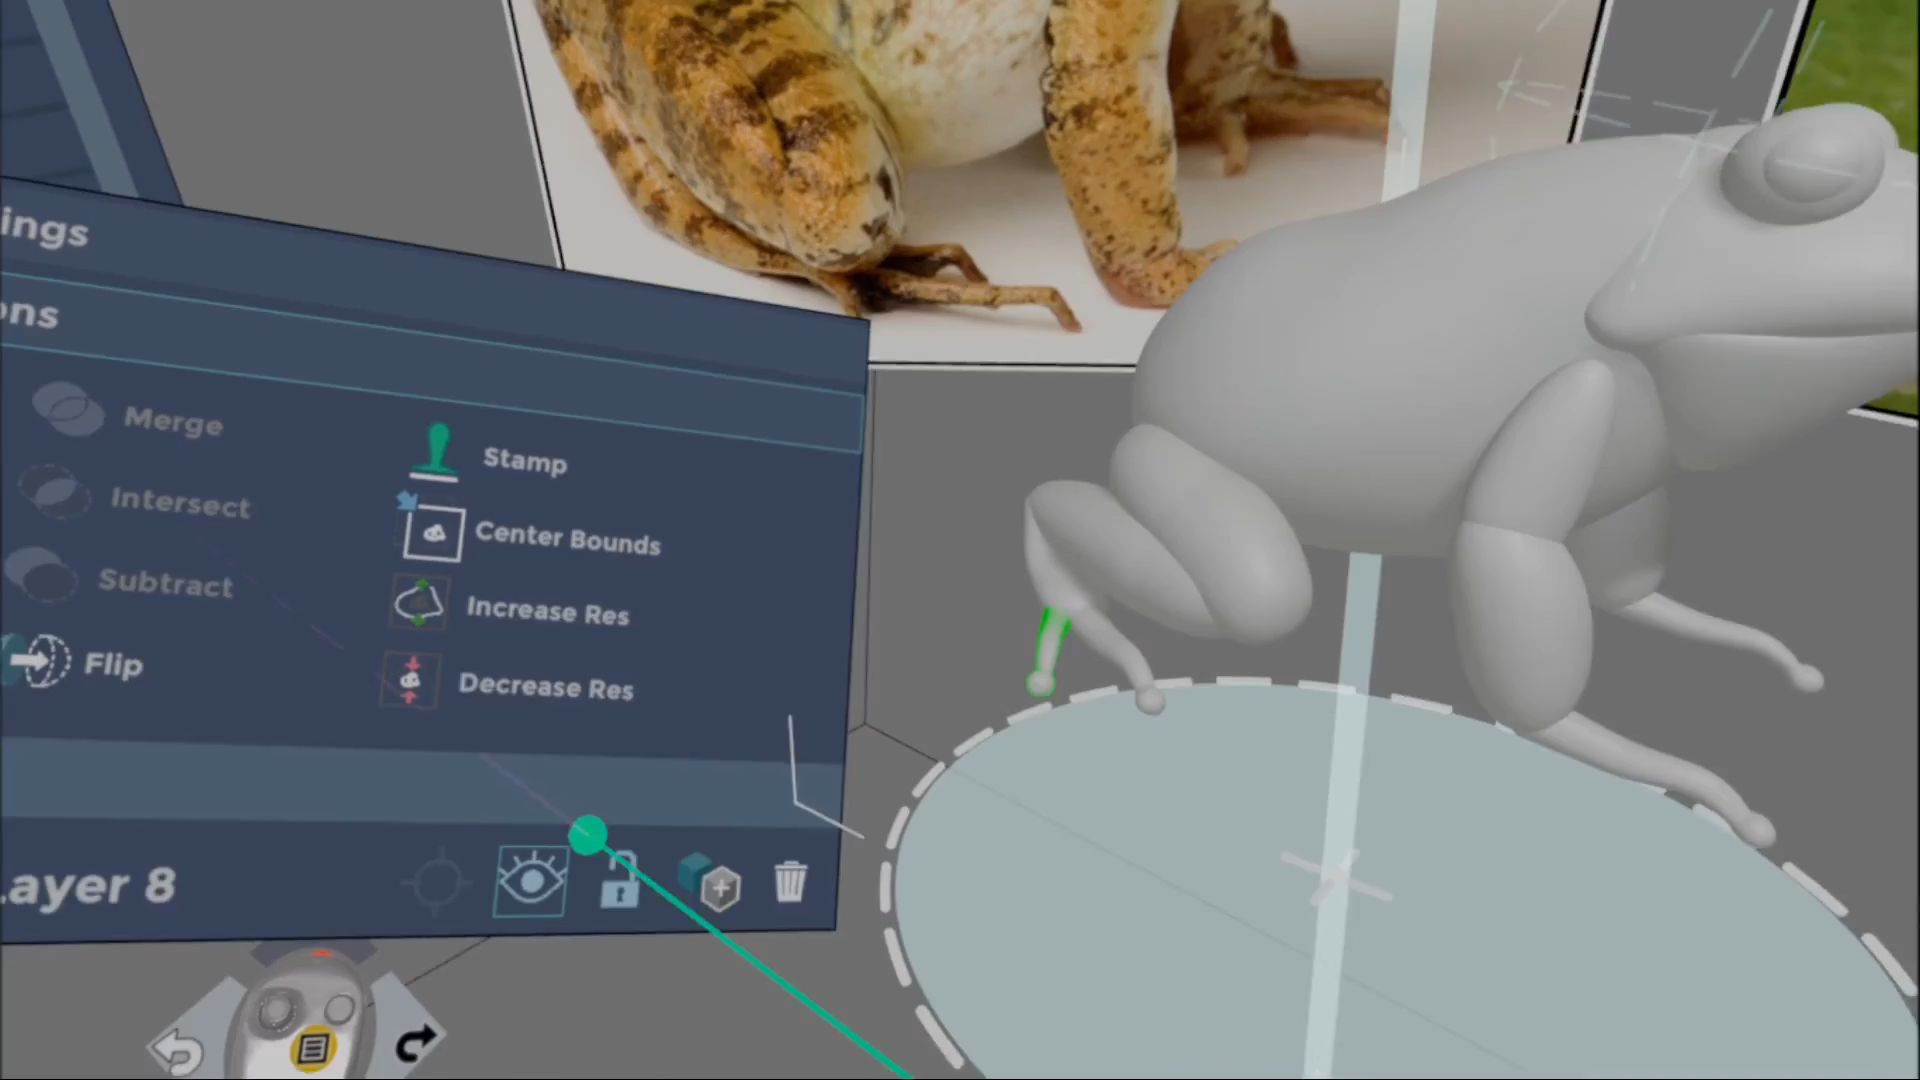 ings
ons
Merge
Stamp
Intersect
Center Bounds
Subtract
Increase Res
Flip
Decrease Res
ayer 8